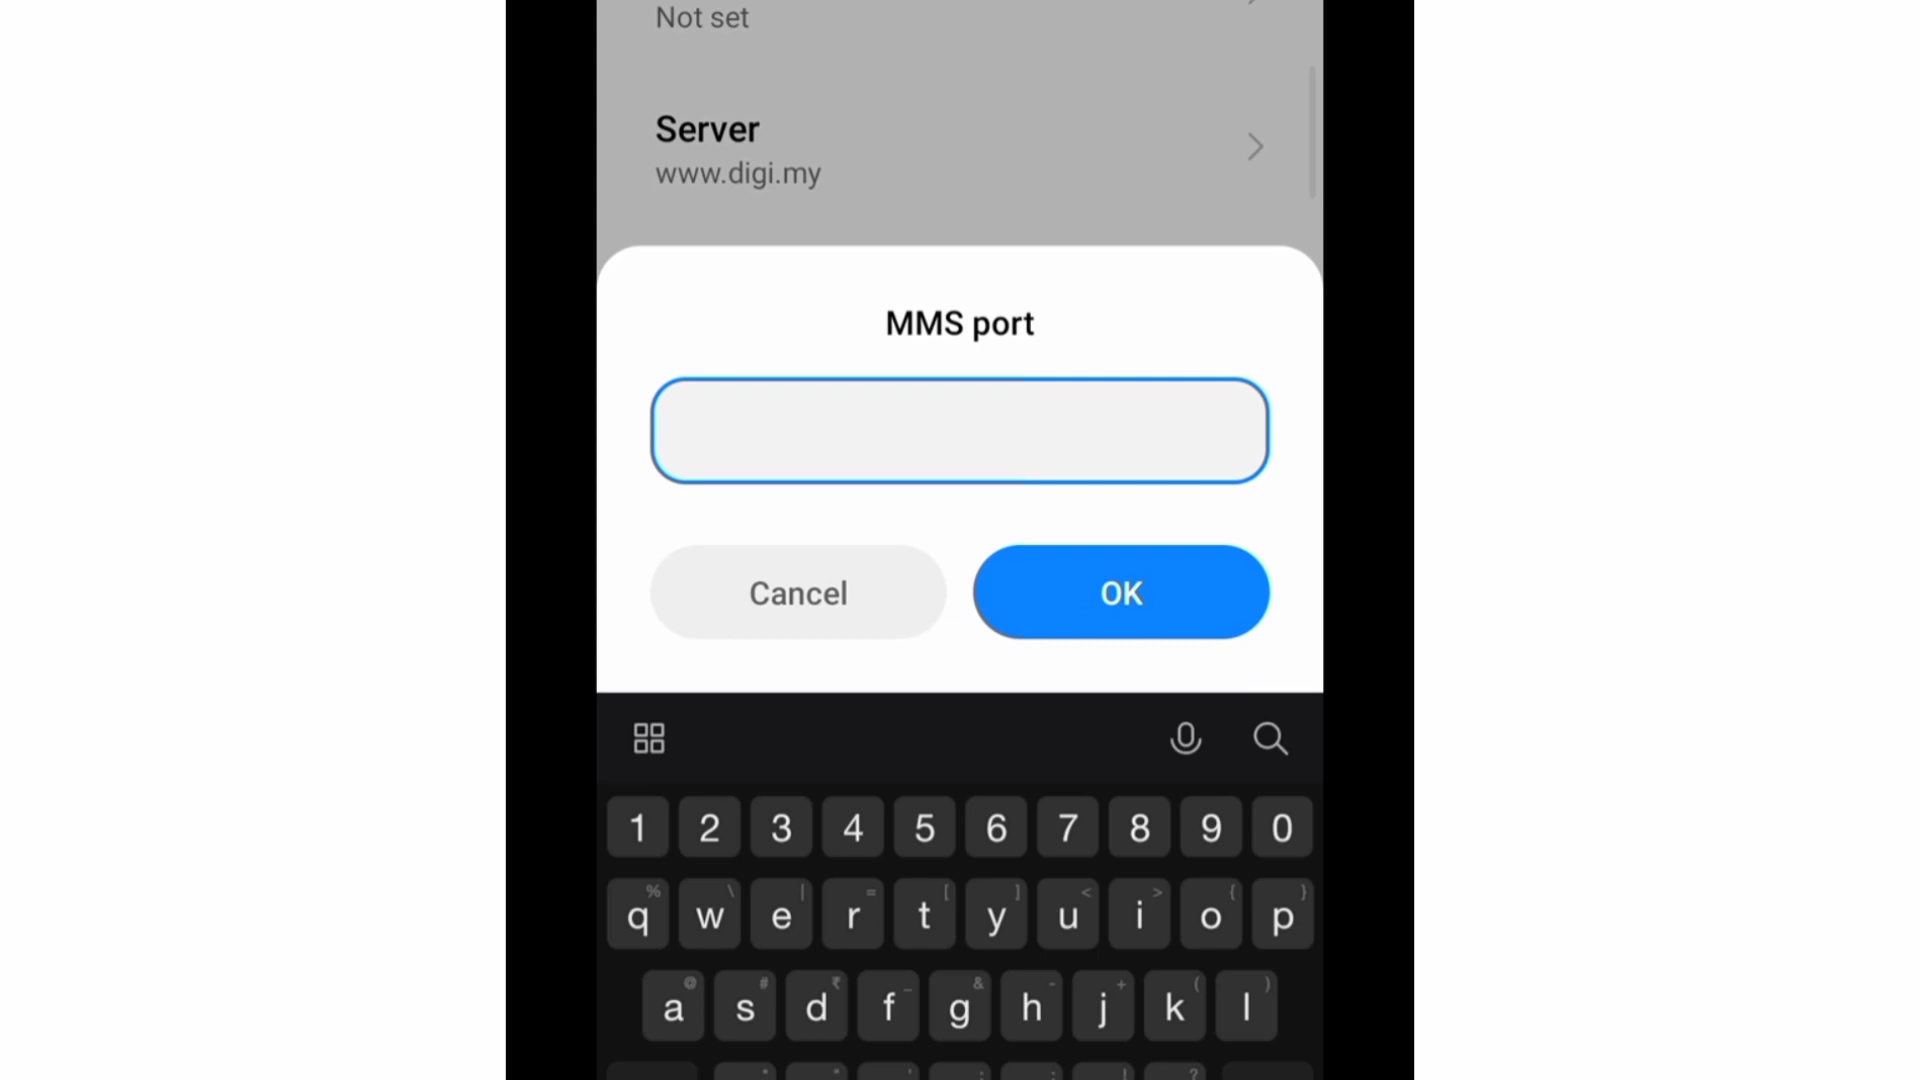 Not set
Server
www.digi.my
MMS port
Cancel
OK
1 2 3 4 5 6 7 8 9 0
% \ | = [ ] < > { }
q w e r t y u i o p
@ # ₹ _ & - + ( )
a s d f g h j k l
* " ' : ; ! ?